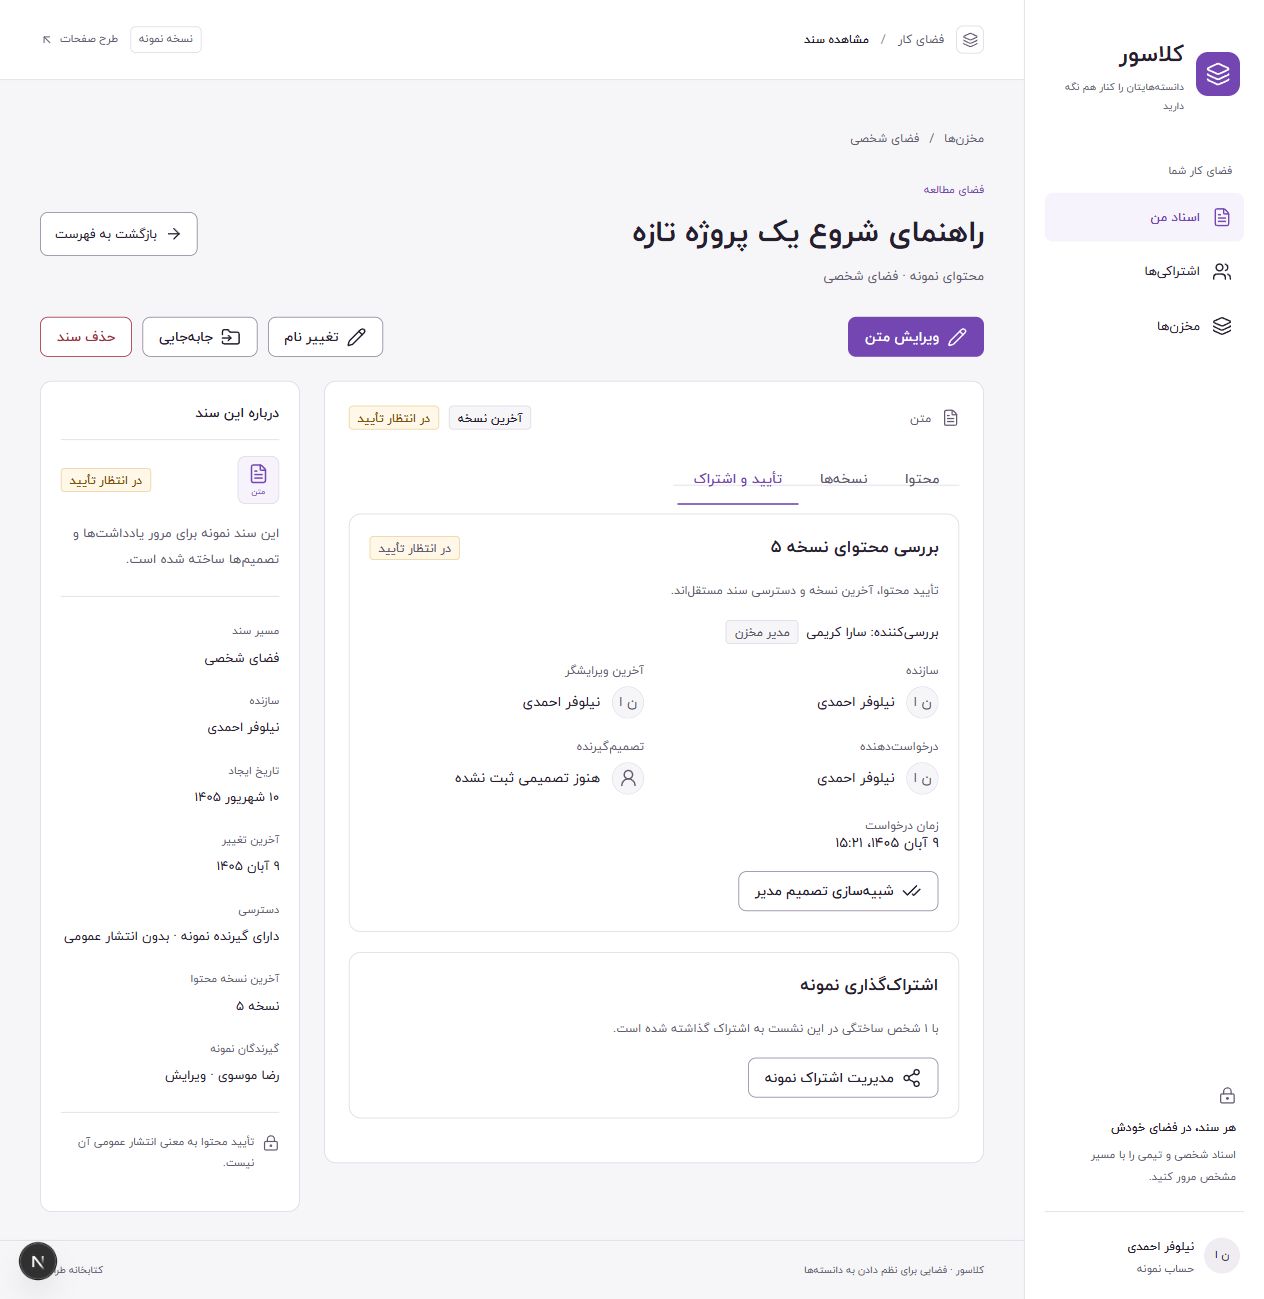 کلاسور
دانسته‌هایتان را کنار هم نگه
دارید
فضای کار شما
اسناد من
اشتراکی‌ها
مخزن‌ها
هر سند، در فضای خودش
اسناد شخصی و تیمی را با مسیر
مشخص مرور کنید.
ن ا
نیلوفر احمدی
حساب نمونه
فضای کار / مشاهده سند
نسخه نمونه
طرح صفحات
مخزن‌ها / فضای شخصی
فضای مطالعه
راهنمای شروع یک پروژه تازه
محتوای نمونه · فضای شخصی
بازگشت به فهرست
ویرایش متن
تغییر نام
جابه‌جایی
حذف سند
متن
آخرین نسخه
در انتظار تأیید
محتوا
نسخه‌ها
تأیید و اشتراک
بررسی محتوای نسخه ۵
در انتظار تأیید
تأیید محتوا، آخرین نسخه و دسترسی سند مستقل‌اند.
بررسی‌کننده: سارا کریمی
مدیر مخزن
سازنده
ن ا
نیلوفر احمدی
آخرین ویرایشگر
ن ا
نیلوفر احمدی
درخواست‌دهنده
ن ا
نیلوفر احمدی
تصمیم‌گیرنده
هنوز تصمیمی ثبت نشده
زمان درخواست
۹ آبان ۱۴۰۵، ۱۵:۲۱
شبیه‌سازی تصمیم مدیر
اشتراک‌گذاری نمونه
با ۱ شخص ساختگی در این نشست به اشتراک گذاشته شده است.
مدیریت اشتراک نمونه
درباره این سند
متن
در انتظار تأیید
این سند نمونه برای مرور یادداشت‌ها و
تصمیم‌ها ساخته شده است.
مسیر سند
فضای شخصی
سازنده
نیلوفر احمدی
تاریخ ایجاد
۱۰ شهریور ۱۴۰۵
آخرین تغییر
۹ آبان ۱۴۰۵
دسترسی
دارای گیرنده نمونه · بدون انتشار عمومی
آخرین نسخه محتوا
نسخه ۵
گیرندگان نمونه
رضا موسوی · ویرایش
تأیید محتوا به معنی انتشار عمومی آن
نیست.
کلاسور · فضایی برای نظم دادن به دانسته‌ها
کتابخانه
N